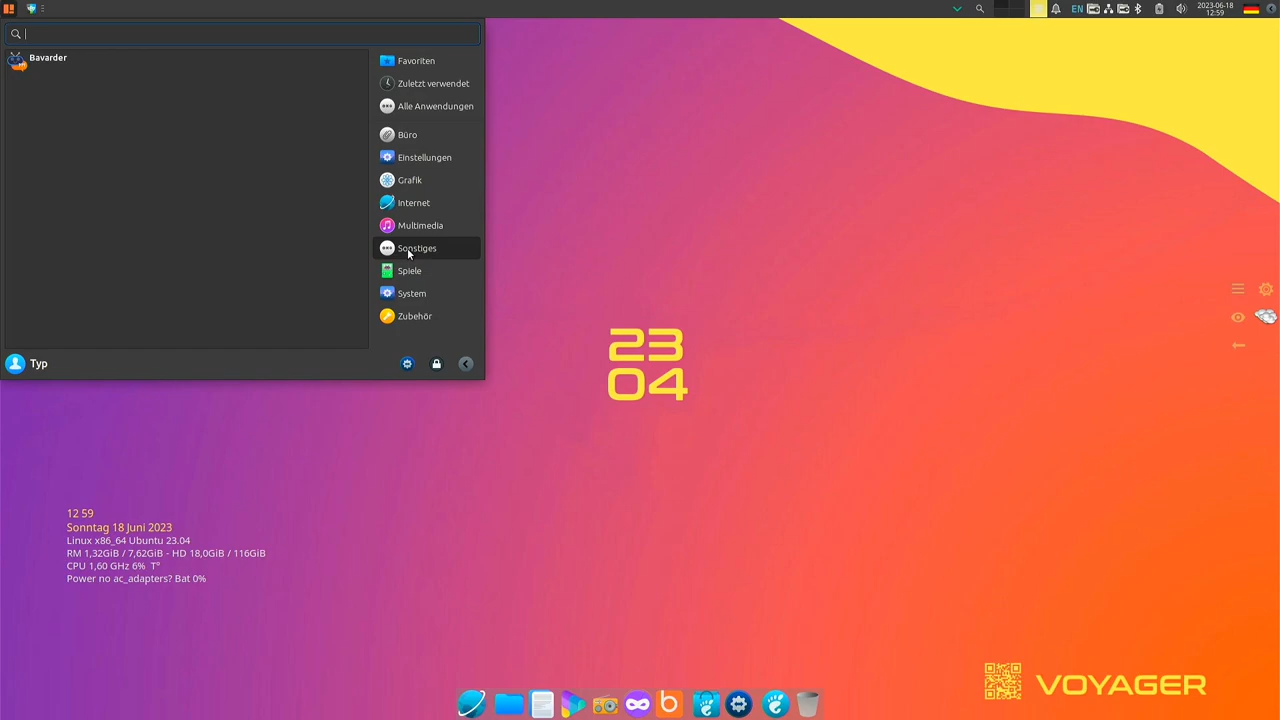 EN
2023-06-18
12:59
Bavarder
Favoriten
Zuletzt verwendet
Alle Anwendungen
Büro
Einstellungen
Grafik
Internet
Multimedia
Sonstiges
Spiele
System
Zubehör
Typ
23
04
12 59
Sonntag 18 Juni 2023
Linux x86_64 Ubuntu 23.04
RM 1,32GiB / 7,62GiB - HD 18,0GiB / 116GiB
CPU 1,60 GHz 6% T°
Power no ac_adapters? Bat 0%
VOYAGER